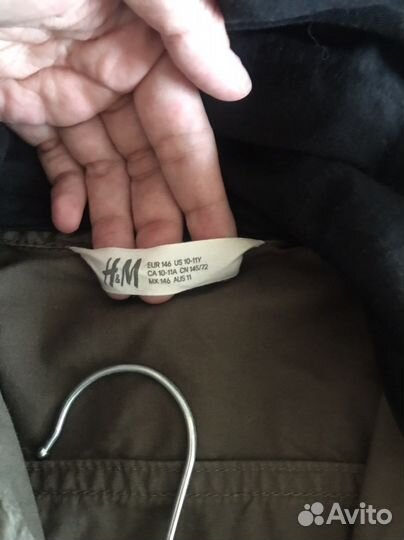 H&M
EUR 146 US 10-11Y
CA 10-11A CN 145/72
MX 146 AUS 11
Avito